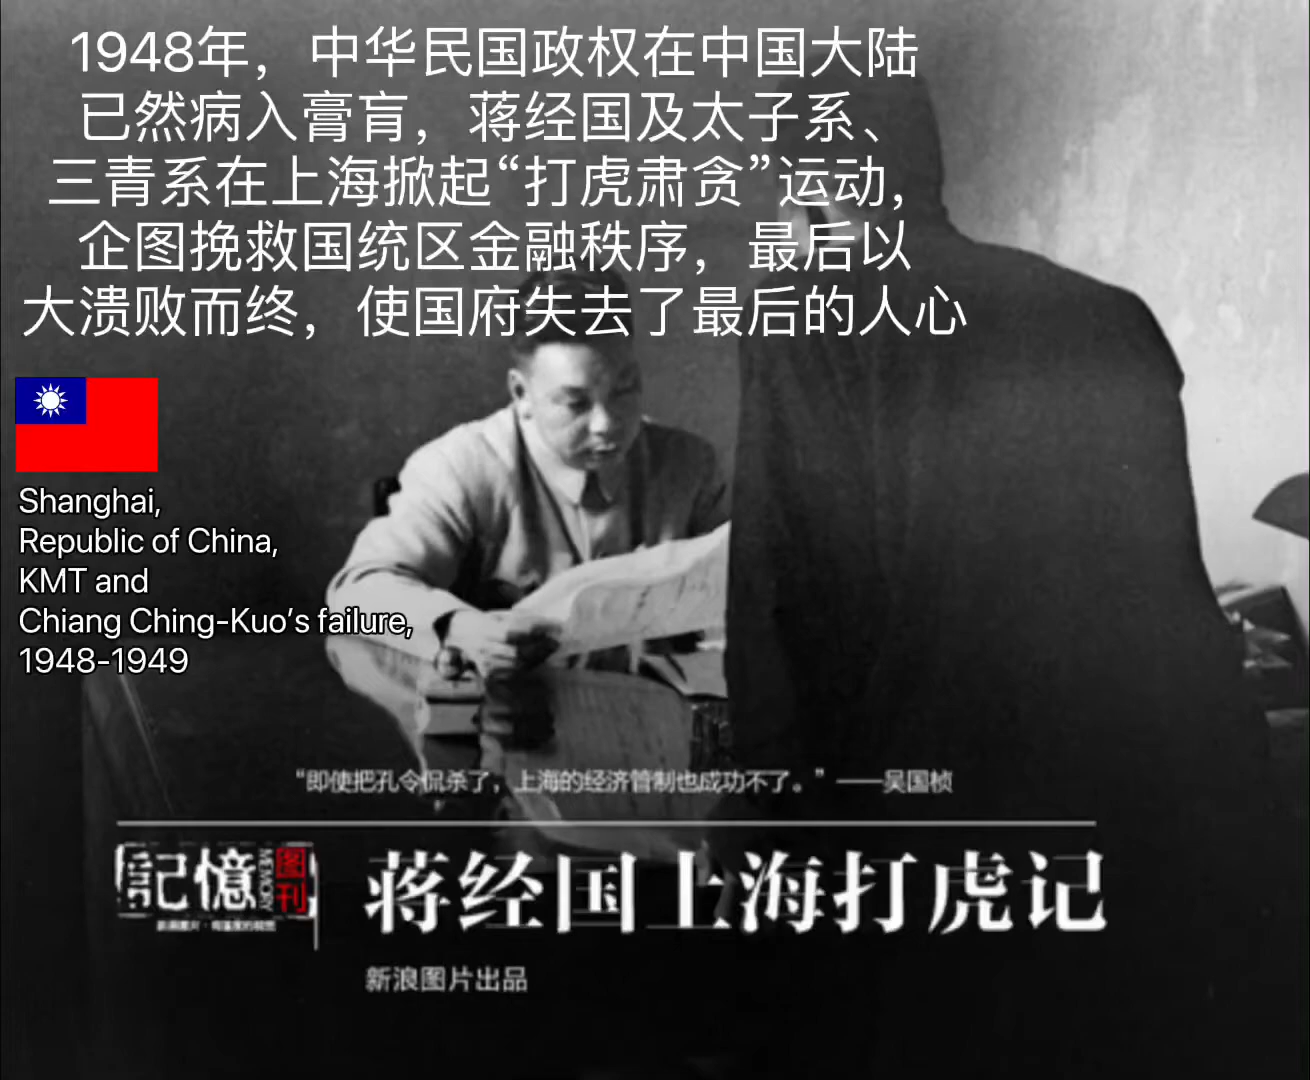 1948年，中华民国政权在中国大陆
已然病入膏肓，蒋经国及太子系、
三青系在上海掀起“打虎肃贪”运动，
企图挽救国统区金融秩序，最后以
大溃败而终，使国府失去了最后的人心
Shanghai,
Republic of China,
KMT and
Chiang Ching-Kuo’s failure,
1948-1949
“即使把孔令侃杀了，上海的经济管制也成功不了。” ——吴国桢
記憶
MEMORY
图刊
蒋经国上海打虎记
新浪图片出品